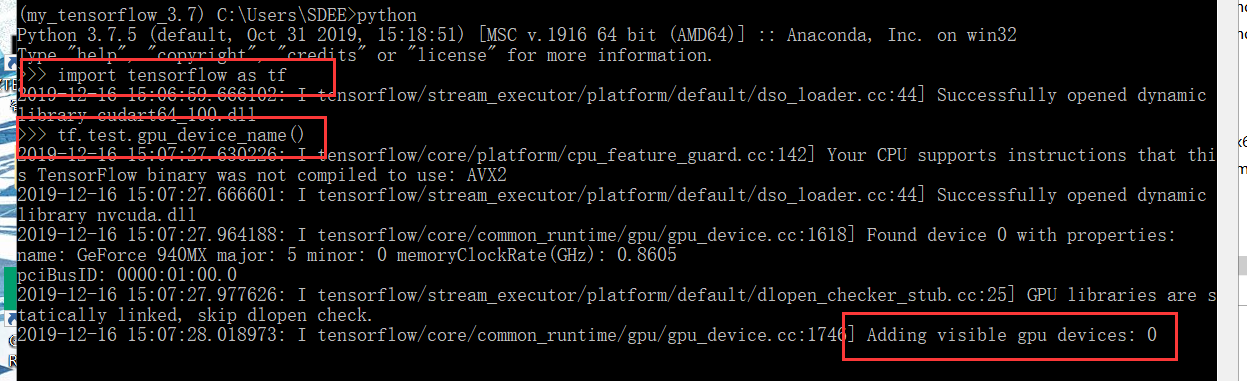 (my_tensorflow_3.7) C:\Users\SDEE>python
Python 3.7.5 (default, Oct 31 2019, 15:18:51) [MSC v.1916 64 bit (AMD64)] :: Anaconda, Inc. on win32
Type "help", "copyright", "credits" or "license" for more information.
>>> import tensorflow as tf
2019-12-16 15:06:59.666102: I tensorflow/stream_executor/platform/default/dso_loader.cc:44] Successfully opened dynamic
library cudart64_100.dll
>>> tf.test.gpu_device_name()
2019-12-16 15:07:27.630226: I tensorflow/core/platform/cpu_feature_guard.cc:142] Your CPU supports instructions that thi
s TensorFlow binary was not compiled to use: AVX2
2019-12-16 15:07:27.666601: I tensorflow/stream_executor/platform/default/dso_loader.cc:44] Successfully opened dynamic
library nvcuda.dll
2019-12-16 15:07:27.964188: I tensorflow/core/common_runtime/gpu/gpu_device.cc:1618] Found device 0 with properties:
name: GeForce 940MX major: 5 minor: 0 memoryClockRate(GHz): 0.8605
pciBusID: 0000:01:00.0
2019-12-16 15:07:27.977626: I tensorflow/stream_executor/platform/default/dlopen_checker_stub.cc:25] GPU libraries are s
tatically linked, skip dlopen check.
2019-12-16 15:07:28.018973: I tensorflow/core/common_runtime/gpu/gpu_device.cc:1746] Adding visible gpu devices: 0